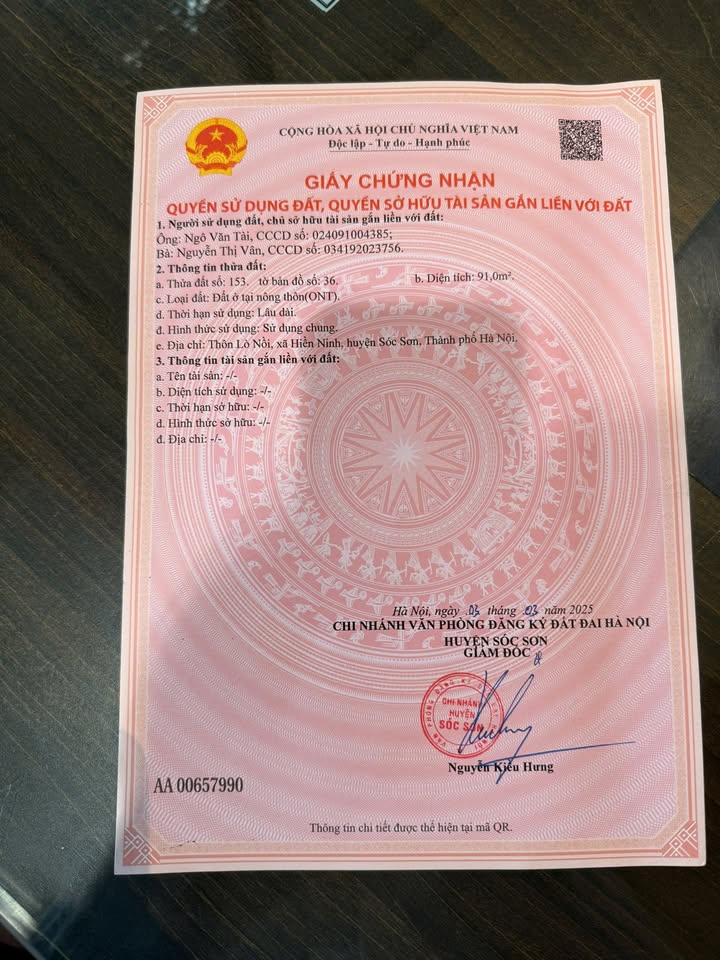 CỘNG HÒA XÃ HỘI CHỦ NGHĨA VIỆT NAM
Độc lập - Tự do - Hạnh phúc
GIẤY CHỨNG NHẬN
QUYỀN SỬ DỤNG ĐẤT, QUYỀN SỞ HỮU TÀI SẢN GẮN LIỀN VỚI ĐẤT
1. Người sử dụng đất, chủ sở hữu tài sản gắn liền với đất:
Ông: Ngô Văn Tài, CCCD số: 024091004385;
Bà: Nguyễn Thị Vân, CCCD số: 034192023756.
2. Thông tin thửa đất:
a. Thửa đất số: 153. tờ bản đồ số: 36. b. Diện tích: 91,0m².
c. Loại đất: Đất ở tại nông thôn(ONT).
d. Thời hạn sử dụng: Lâu dài.
đ. Hình thức sử dụng: Sử dụng chung.
e. Địa chỉ: Thôn Lò Nồi, xã Hiền Ninh, huyện Sóc Sơn, Thành phố Hà Nội.
3. Thông tin tài sản gắn liền với đất:
a. Tên tài sản: -/-
b. Diện tích sử dụng: -/-
c. Thời hạn sở hữu: -/-
d. Hình thức sở hữu: -/-
đ. Địa chỉ: -/-
Hà Nội, ngày 03 tháng 03 năm 2025
CHI NHÁNH VĂN PHÒNG ĐĂNG KÝ ĐẤT ĐAI HÀ NỘI
HUYỆN SÓC SƠN
GIÁM ĐỐC
CHI NHÁNH
HUYỆN
SÓC SƠN
Nguyễn Kiều Hưng
AA 00657990
Thông tin chi tiết được thể hiện tại mã QR.